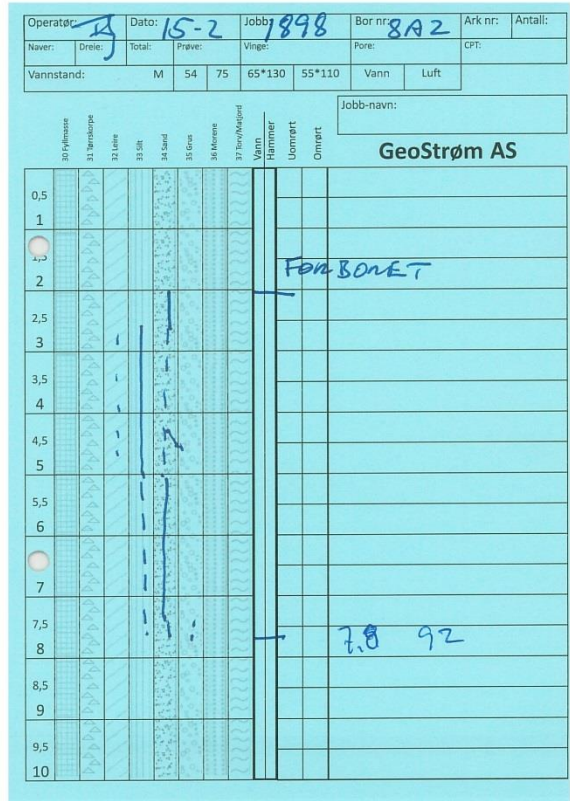 Operatør: Dato: 15-2 Jobb: 1898 Bor nr: 8A2 Ark nr: Antall:
Naver: Dreie: Total: Prøve: Vinge: Pore: CPT:
Vannstand: M 54 75 65*130 55*110 Vann Luft
Jobb-navn:
30 Fyllmasse 31 Tørrskorpe 32 Leire 33 Silt 34 Sand 35 Grus 36 Morene 37 Torv/Matjord Vann Hammer Uomrørt Omrørt
GeoStrøm AS
0,5
1
1,5
FORBORET
2
2,5
3
3,5
4
4,5
5
5,5
6
7
7,5
7.8 92
8
8,5
9
9,5
10